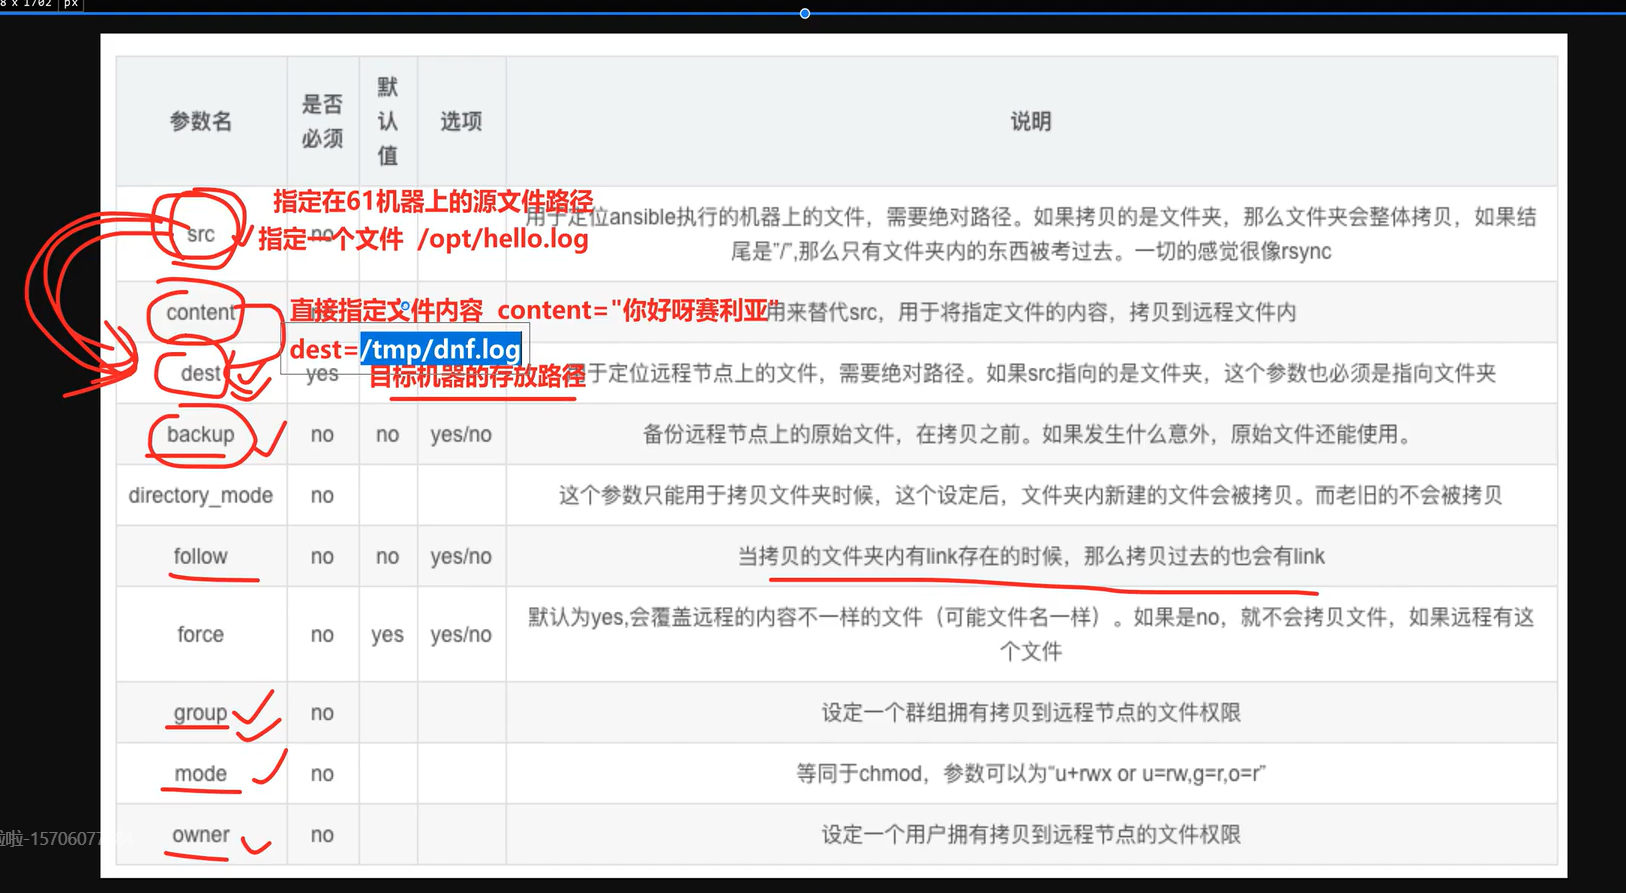 8 x 1702 px
参数名 是否必须 默认值 选项 说明
指定在61机器上的源文件路径
src no 用于定位ansible执行的机器上的文件，需要绝对路径。如果拷贝的是文件夹，那么文件夹会整体拷贝，如果结
指定一个文件 /opt/hello.log
尾是”/”,那么只有文件夹内的东西被考过去。一切的感觉很像rsync
content 用来替代src，用于将指定文件的内容，拷贝到远程文件内
直接指定文件内容 content="你好呀赛利亚"
dest=/tmp/dnf.log
dest yes 于定位远程节点上的文件，需要绝对路径。如果src指向的是文件夹，这个参数也必须是指向文件夹
目标机器的存放路径
backup no no yes/no 备份远程节点上的原始文件，在拷贝之前。如果发生什么意外，原始文件还能使用。
directory_mode no 这个参数只能用于拷贝文件夹时候，这个设定后，文件夹内新建的文件会被拷贝。而老旧的不会被拷贝
follow no no yes/no 当拷贝的文件夹内有link存在的时候，那么拷贝过去的也会有link
force no yes yes/no 默认为yes,会覆盖远程的内容不一样的文件（可能文件名一样）。如果是no，就不会拷贝文件，如果远程有这
个文件
group no 设定一个群组拥有拷贝到远程节点的文件权限
mode no 等同于chmod，参数可以为“u+rwx or u=rw,g=r,o=r”
owner no 设定一个用户拥有拷贝到远程节点的文件权限
啦-15706077